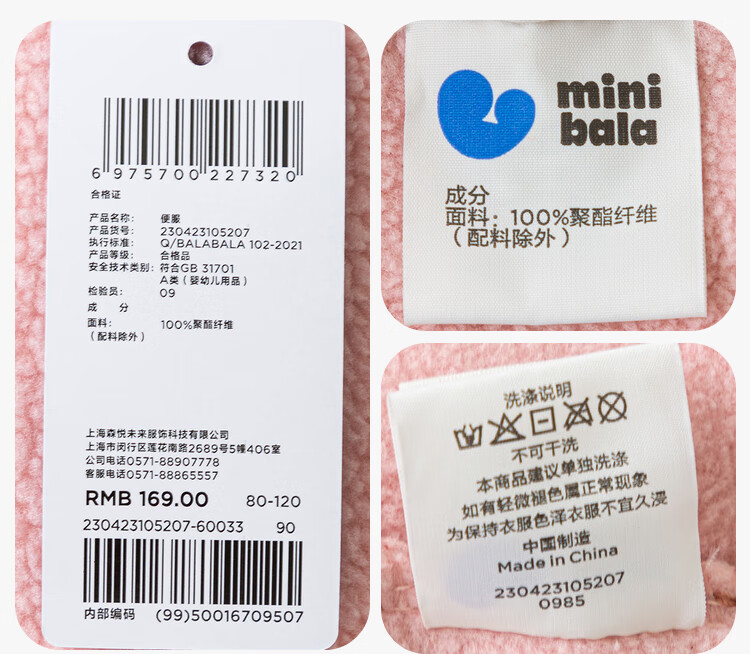 6 975700 227320
合格证
产品名称: 便服
产品货号: 230423105207
执行标准: Q/BALABALA 102-2021
产品等级: 合格品
安全技术类别: 符合GB 31701
A类(婴幼儿用品)
检验员: 09
成 分
面料: 100%聚酯纤维
(配料除外)
上海森悦未来服饰科技有限公司
上海市闵行区莲花南路2689号5幢406室
公司电话0571-88907778
客服电话0571-88865557
RMB 169.00 80-120
230423105207-60033 90
内部编码 (99)50016709507
mini
bala
成分
面料: 100%聚酯纤维
(配料除外)
洗涤说明
不可干洗
本商品建议单独洗涤
如有轻微褪色属正常现象
为保持衣服色泽衣服不宜久浸
中国制造
Made in China
230423105207
0985